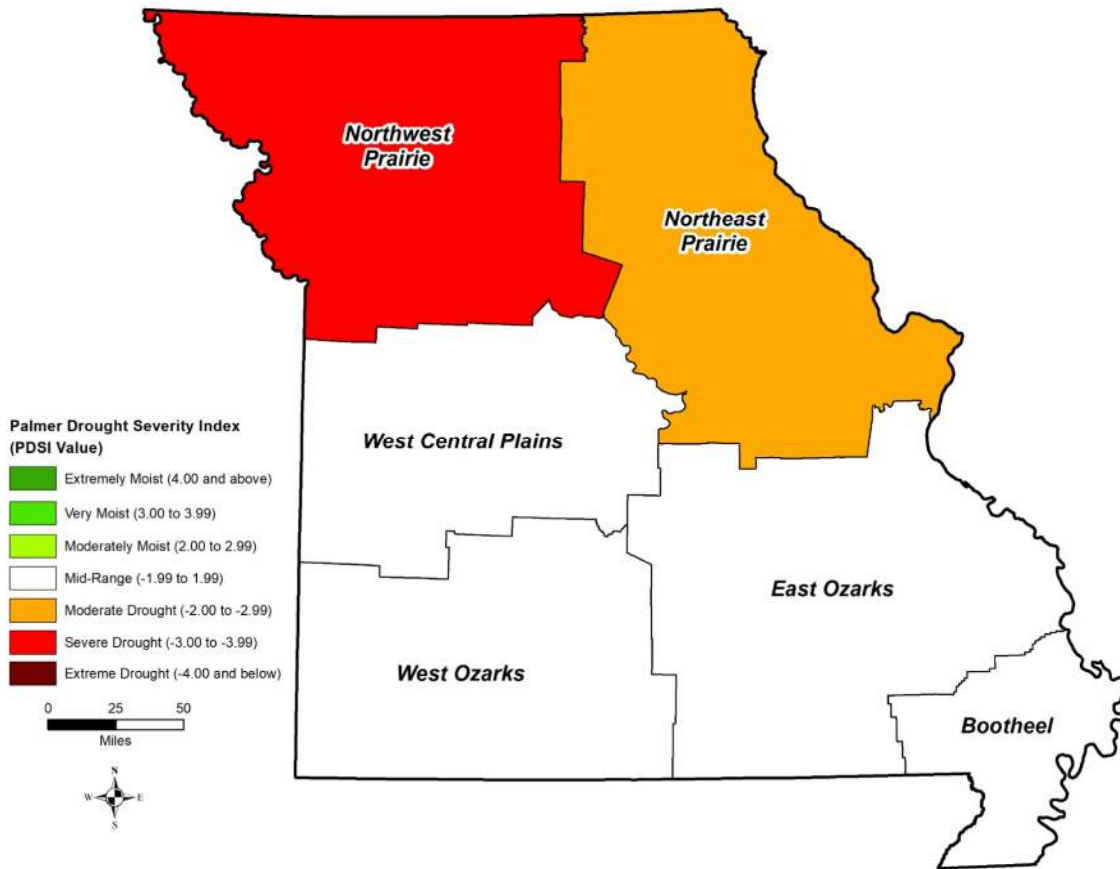 Northwest
Prairie
Northeast
Prairie
West Central Plains
East Ozarks
West Ozarks
Bootheel
Palmer Drought Severity Index
(PDSI Value)
Extremely Moist (4.00 and above)
Very Moist (3.00 to 3.99)
Moderately Moist (2.00 to 2.99)
Mid-Range (-1.99 to 1.99)
Moderate Drought (-2.00 to -2.99)
Severe Drought (-3.00 to -3.99)
Extreme Drought (-4.00 and below)
0 25 50
Miles
N
W E
S